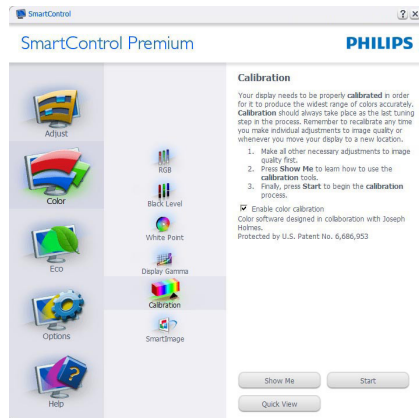 SmartControl
SmartControl Premium
PHILIPS
Adjust
Color
Eco
Options
Help
RGB
Black Level
White Point
Display Gamma
Calibration
SmartImage
Calibration
Your display needs to be properly calibrated in order
for it to produce the widest range of colors accurately.
Calibration should always take place as the last tuning
step in the process. Remember to recalibrate any time
you make individual adjustments to image quality or
whenever you move your display to a new location.
1. Make all other necessary adjustments to image
quality first.
2. Press Show Me to learn how to use the
calibration tools.
3. Finally, press Start to begin the calibration
process.
Enable color calibration
Color software designed in collaboration with Joseph
Holmes.
Protected by U.S. Patent No. 6,686,953
Show Me
Start
Quick View